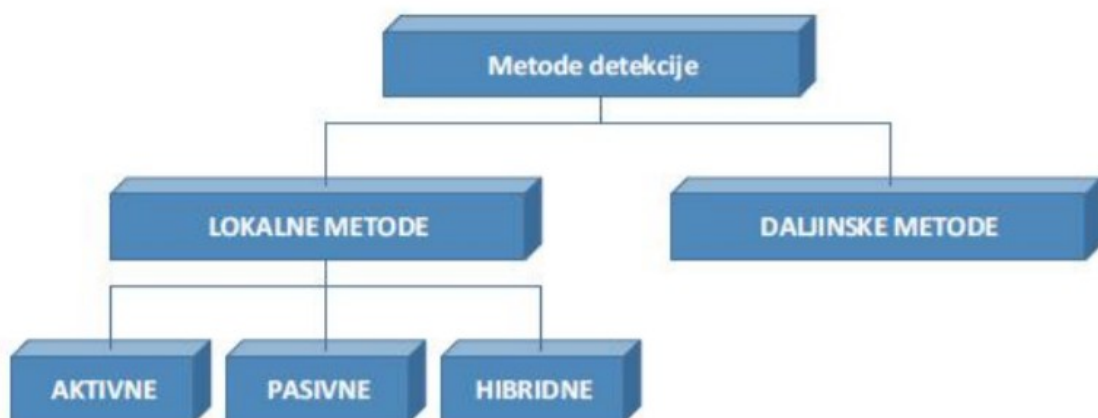 Metode detekcije
LOKALNE METODE
DALJINSKE METODE
AKTIVNE
PASIVNE
HIBRIDNE